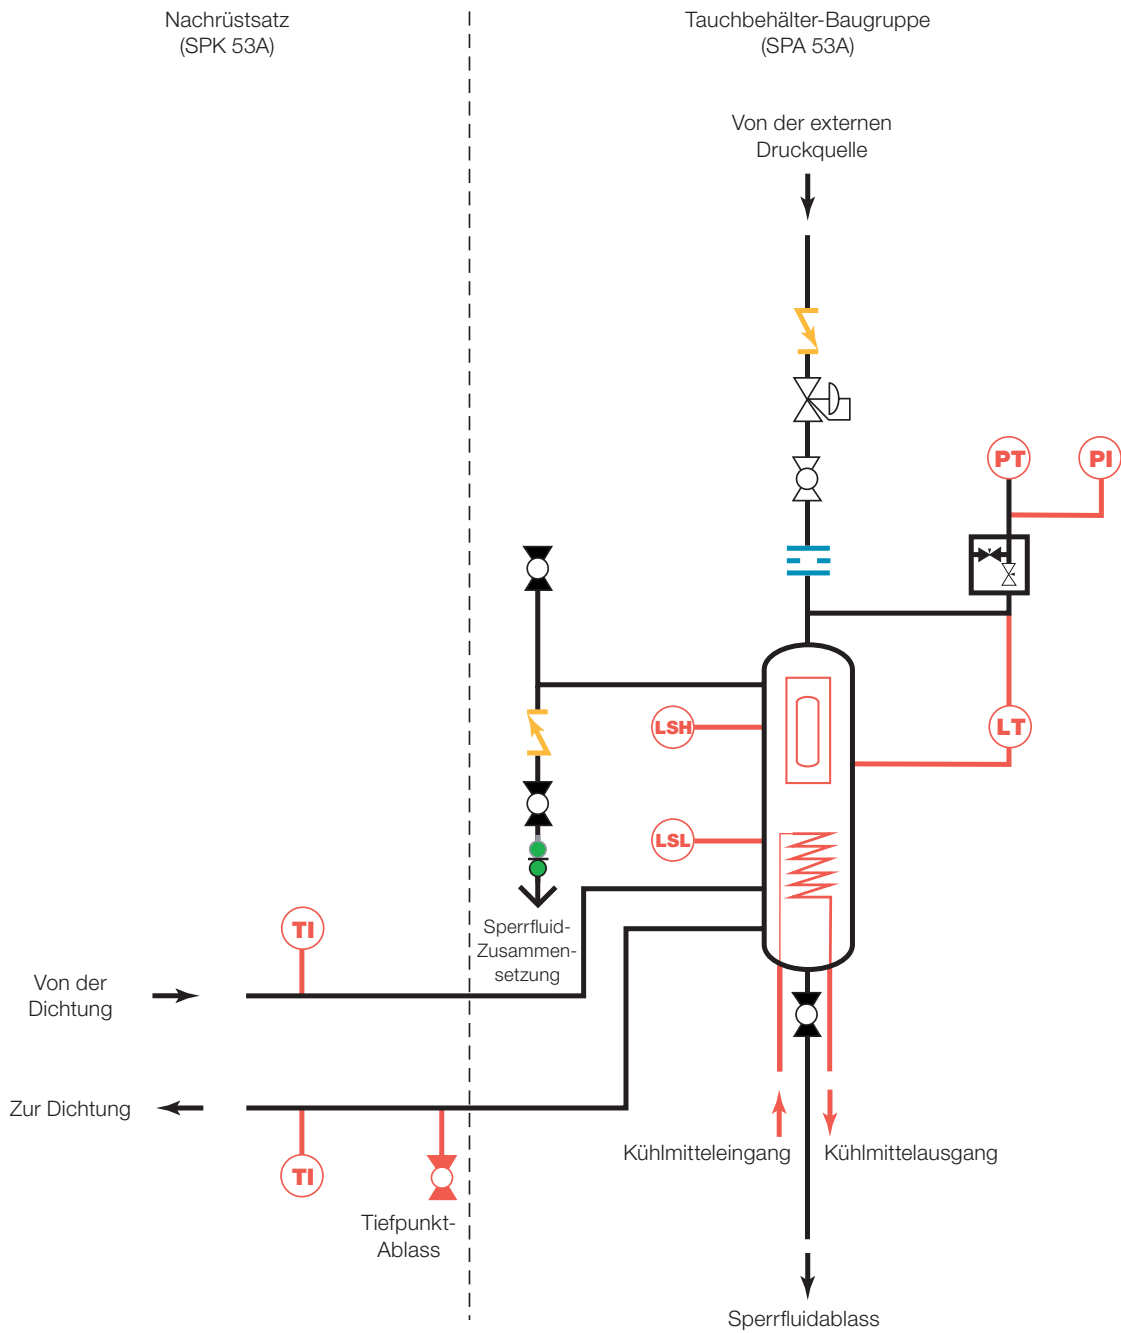 Nachrüstsatz
(SPK 53A)
Tauchbehälter-Baugruppe
(SPA 53A)
Von der externen
Druckquelle
PT
PI
LSH
LT
LSL
Sperrfluid-
Zusammen-
setzung
TI
Von der
Dichtung
Zur Dichtung
TI
Tiefpunkt-
Ablass
Kühlmitteleingang
Kühlmittelausgang
Sperrfluidablass